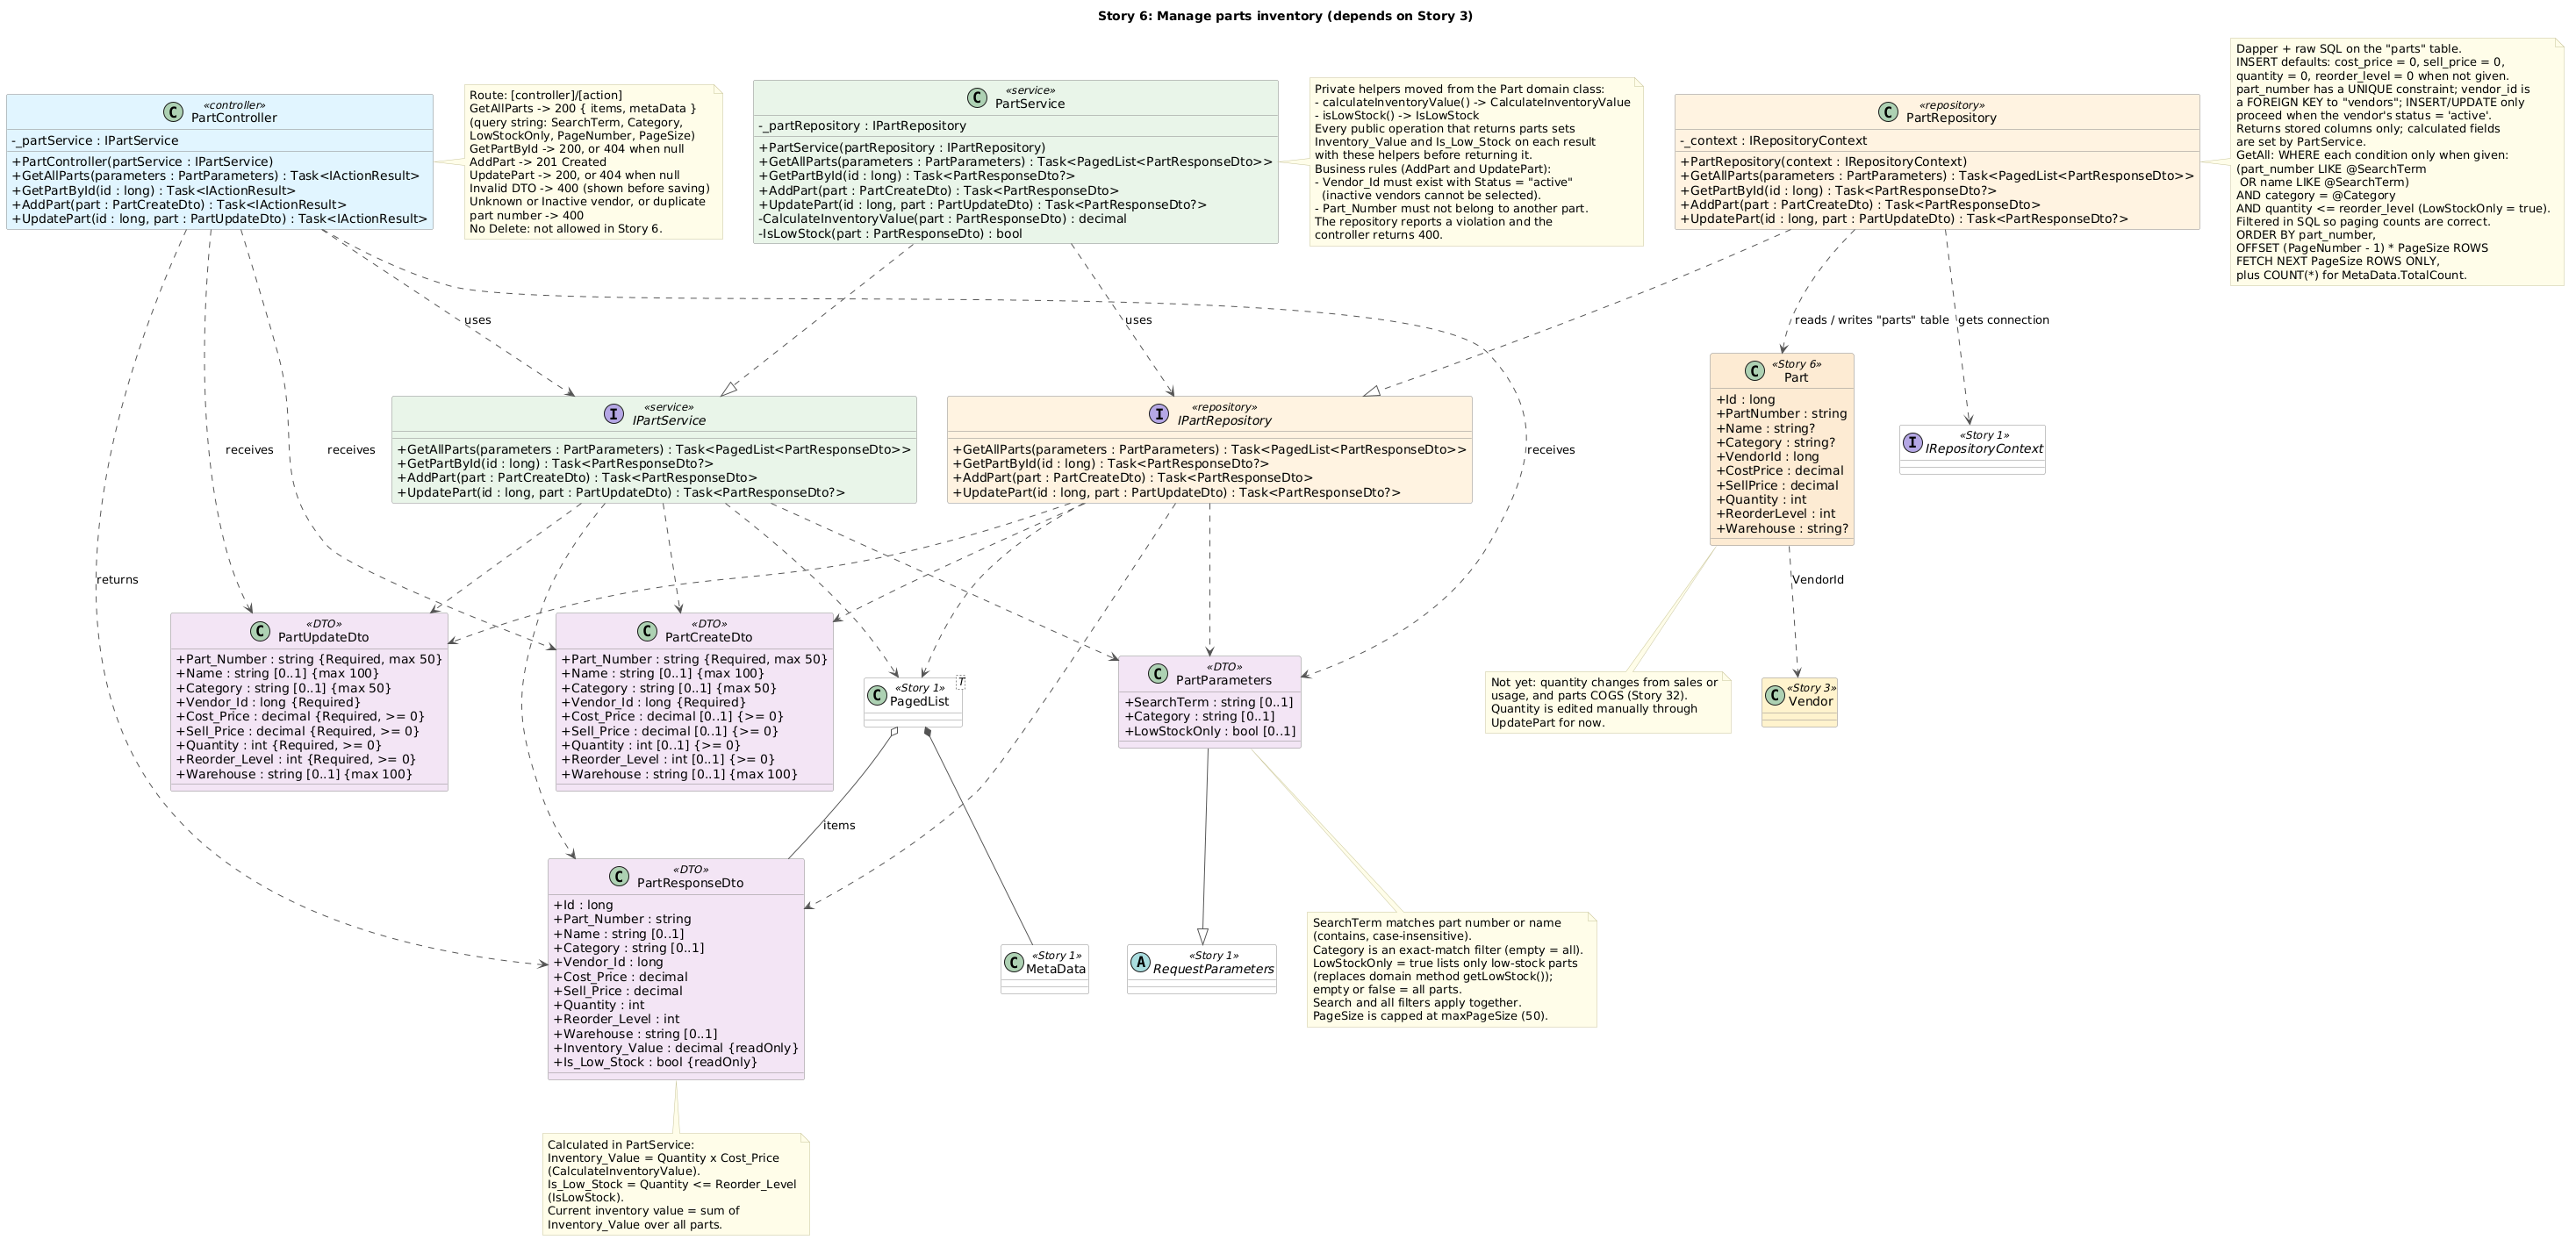 Story 6: Manage parts inventory (depends on Story 3)
«controller»
C PartController
-_partService : IPartService
+PartController(partService : IPartService)
+GetAllParts(parameters : PartParameters) : Task<IActionResult>
+GetPartById(id : long) : Task<IActionResult>
+AddPart(part : PartCreateDto) : Task<IActionResult>
+UpdatePart(id : long, part : PartUpdateDto) : Task<IActionResult>
Route: [controller]/[action]
GetAllParts -> 200 { items, metaData }
(query string: SearchTerm, Category,
LowStockOnly, PageNumber, PageSize)
GetPartById -> 200, or 404 when null
AddPart -> 201 Created
UpdatePart -> 200, or 404 when null
Invalid DTO -> 400 (shown before saving)
Unknown or Inactive vendor, or duplicate
part number -> 400
No Delete: not allowed in Story 6.
«service»
C PartService
-_partRepository : IPartRepository
+PartService(partRepository : IPartRepository)
+GetAllParts(parameters : PartParameters) : Task<PagedList<PartResponseDto>>
+GetPartById(id : long) : Task<PartResponseDto?>
+AddPart(part : PartCreateDto) : Task<PartResponseDto>
+UpdatePart(id : long, part : PartUpdateDto) : Task<PartResponseDto?>
-CalculateInventoryValue(part : PartResponseDto) : decimal
-IsLowStock(part : PartResponseDto) : bool
Private helpers moved from the Part domain class:
- calculateInventoryValue() -> CalculateInventoryValue
- isLowStock() -> IsLowStock
Every public operation that returns parts sets
Inventory_Value and Is_Low_Stock on each result
with these helpers before returning it.
Business rules (AddPart and UpdatePart):
- Vendor_Id must exist with Status = "active"
(inactive vendors cannot be selected).
- Part_Number must not belong to another part.
The repository reports a violation and the
controller returns 400.
«repository»
C PartRepository
-_context : IRepositoryContext
+PartRepository(context : IRepositoryContext)
+GetAllParts(parameters : PartParameters) : Task<PagedList<PartResponseDto>>
+GetPartById(id : long) : Task<PartResponseDto?>
+AddPart(part : PartCreateDto) : Task<PartResponseDto>
+UpdatePart(id : long, part : PartUpdateDto) : Task<PartResponseDto?>
Dapper + raw SQL on the "parts" table.
INSERT defaults: cost_price = 0, sell_price = 0,
quantity = 0, reorder_level = 0 when not given.
part_number has a UNIQUE constraint; vendor_id is
a FOREIGN KEY to "vendors"; INSERT/UPDATE only
proceed when the vendor's status = 'active'.
Returns stored columns only; calculated fields
are set by PartService.
GetAll: WHERE each condition only when given:
(part_number LIKE @SearchTerm
OR name LIKE @SearchTerm)
AND category = @Category
AND quantity <= reorder_level (LowStockOnly = true).
Filtered in SQL so paging counts are correct.
ORDER BY part_number,
OFFSET (PageNumber - 1) * PageSize ROWS
FETCH NEXT PageSize ROWS ONLY,
plus COUNT(*) for MetaData.TotalCount.
uses
uses
reads / writes "parts" table
gets connection
«service»
I IPartService
+GetAllParts(parameters : PartParameters) : Task<PagedList<PartResponseDto>>
+GetPartById(id : long) : Task<PartResponseDto?>
+AddPart(part : PartCreateDto) : Task<PartResponseDto>
+UpdatePart(id : long, part : PartUpdateDto) : Task<PartResponseDto?>
«repository»
I IPartRepository
+GetAllParts(parameters : PartParameters) : Task<PagedList<PartResponseDto>>
+GetPartById(id : long) : Task<PartResponseDto?>
+AddPart(part : PartCreateDto) : Task<PartResponseDto>
+UpdatePart(id : long, part : PartUpdateDto) : Task<PartResponseDto?>
«Story 6»
C Part
+Id : long
+PartNumber : string
+Name : string?
+Category : string?
+VendorId : long
+CostPrice : decimal
+SellPrice : decimal
+Quantity : int
+ReorderLevel : int
+Warehouse : string?
«Story 1»
I IRepositoryContext
receives
receives
receives
returns
VendorId
«DTO»
C PartUpdateDto
+Part_Number : string {Required, max 50}
+Name : string [0..1] {max 100}
+Category : string [0..1] {max 50}
+Vendor_Id : long {Required}
+Cost_Price : decimal {Required, >= 0}
+Sell_Price : decimal {Required, >= 0}
+Quantity : int {Required, >= 0}
+Reorder_Level : int {Required, >= 0}
+Warehouse : string [0..1] {max 100}
«DTO»
C PartCreateDto
+Part_Number : string {Required, max 50}
+Name : string [0..1] {max 100}
+Category : string [0..1] {max 50}
+Vendor_Id : long {Required}
+Cost_Price : decimal [0..1] {>= 0}
+Sell_Price : decimal [0..1] {>= 0}
+Quantity : int [0..1] {>= 0}
+Reorder_Level : int [0..1] {>= 0}
+Warehouse : string [0..1] {max 100}
T
«Story 1»
C PagedList
«DTO»
C PartParameters
+SearchTerm : string [0..1]
+Category : string [0..1]
+LowStockOnly : bool [0..1]
Not yet: quantity changes from sales or
usage, and parts COGS (Story 32).
Quantity is edited manually through
UpdatePart for now.
«Story 3»
C Vendor
items
«DTO»
C PartResponseDto
+Id : long
+Part_Number : string
+Name : string [0..1]
+Category : string [0..1]
+Vendor_Id : long
+Cost_Price : decimal
+Sell_Price : decimal
+Quantity : int
+Reorder_Level : int
+Warehouse : string [0..1]
+Inventory_Value : decimal {readOnly}
+Is_Low_Stock : bool {readOnly}
«Story 1»
C MetaData
«Story 1»
A RequestParameters
SearchTerm matches part number or name
(contains, case-insensitive).
Category is an exact-match filter (empty = all).
LowStockOnly = true lists only low-stock parts
(replaces domain method getLowStock());
empty or false = all parts.
Search and all filters apply together.
PageSize is capped at maxPageSize (50).
Calculated in PartService:
Inventory_Value = Quantity x Cost_Price
(CalculateInventoryValue).
Is_Low_Stock = Quantity <= Reorder_Level
(IsLowStock).
Current inventory value = sum of
Inventory_Value over all parts.